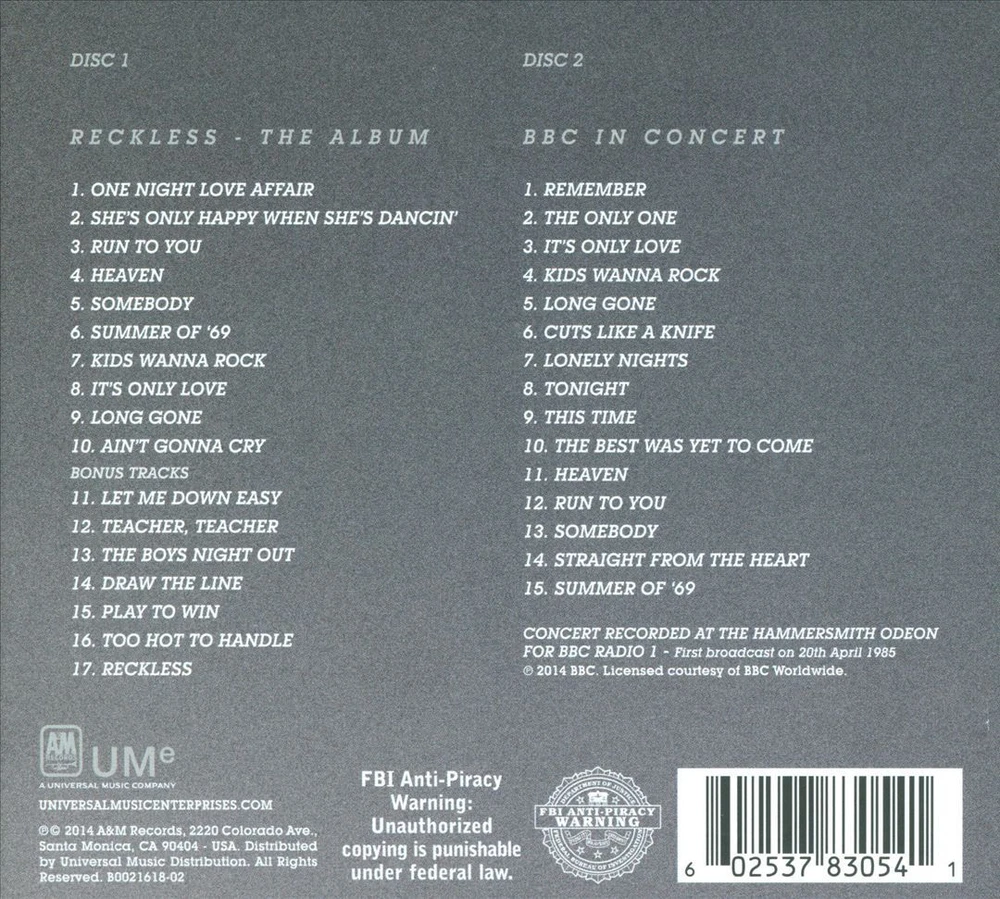 DISC 1
RECKLESS - THE ALBUM
1. ONE NIGHT LOVE AFFAIR
2. SHE'S ONLY HAPPY WHEN SHE'S DANCIN'
3. RUN TO YOU
4. HEAVEN
5. SOMEBODY
6. SUMMER OF '69
7. KIDS WANNA ROCK
8. IT'S ONLY LOVE
9. LONG GONE
10. AIN'T GONNA CRY
BONUS TRACKS
11. LET ME DOWN EASY
12. TEACHER, TEACHER
13. THE BOYS NIGHT OUT
14. DRAW THE LINE
15. PLAY TO WIN
16. TOO HOT TO HANDLE
17. RECKLESS
DISC 2
BBC IN CONCERT
1. REMEMBER
2. THE ONLY ONE
3. IT'S ONLY LOVE
4. KIDS WANNA ROCK
5. LONG GONE
6. CUTS LIKE A KNIFE
7. LONELY NIGHTS
8. TONIGHT
9. THIS TIME
10. THE BEST WAS YET TO COME
11. HEAVEN
12. RUN TO YOU
13. SOMEBODY
14. STRAIGHT FROM THE HEART
15. SUMMER OF '69
CONCERT RECORDED AT THE HAMMERSMITH ODEON
FOR BBC RADIO 1 - First broadcast on 20th April 1985
℗ 2014 BBC. Licensed courtesy of BBC Worldwide.
AM
RECORDS
UMe
A UNIVERSAL MUSIC COMPANY
UNIVERSALMUSICENTERPRISES.COM
℗© 2014 A&M Records, 2220 Colorado Ave.,
Santa Monica, CA 90404 - USA. Distributed
by Universal Music Distribution. All Rights
Reserved. B0021618-02
FBI Anti-Piracy
Warning:
Unauthorized
copying is punishable
under federal law.
DEPARTMENT OF JUSTICE
FBI ANTI-PIRACY
WARNING
FEDERAL BUREAU OF INVESTIGATION
6 02537 83054 1